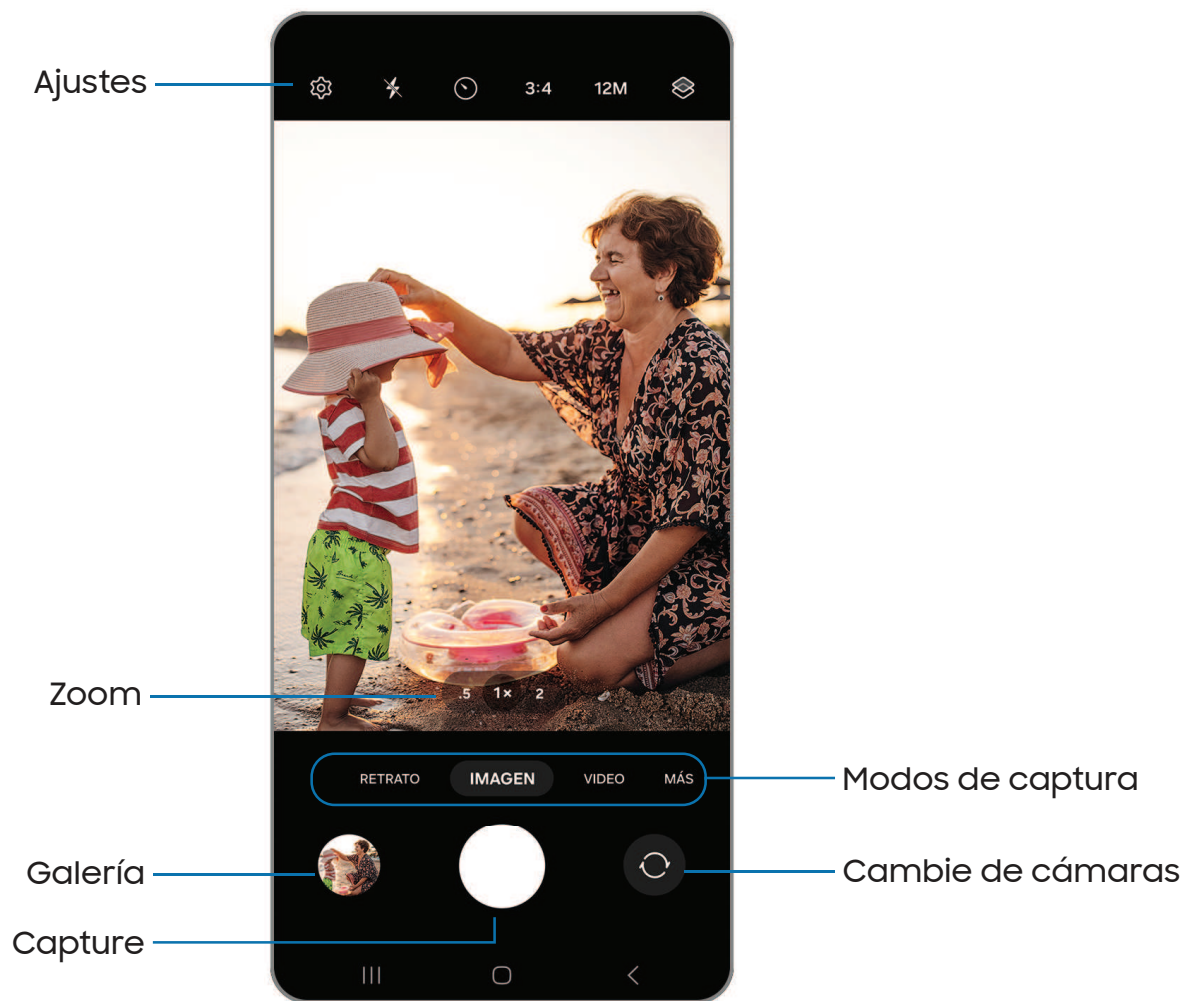 Ajustes
3:4
12M
Zoom
.5
1×
2
RETRATO
IMAGEN
VIDEO
MÁS
Modos de captura
Galería
Cambie de cámaras
Capture